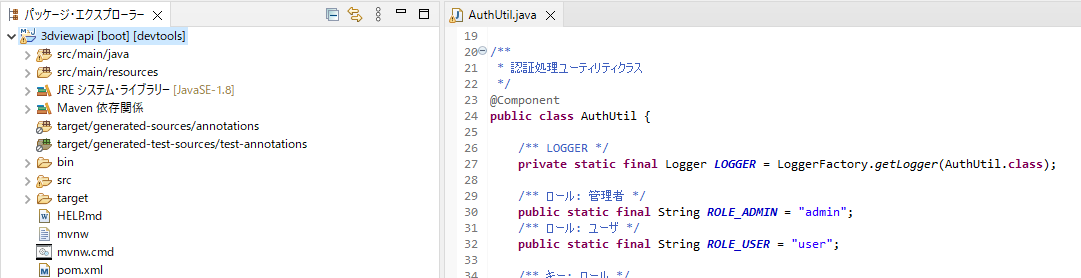 パッケージ・エクスプローラー
3dviewapi [boot] [devtools]
src/main/java
src/main/resources
JRE システム・ライブラリー [JavaSE-1.8]
Maven 依存関係
target/generated-sources/annotations
target/generated-test-sources/test-annotations
bin
src
target
HELP.md
mvnw
mvnw.cmd
pom.xml
AuthUtil.java
19
20 /**
21 * 認証処理ユーティリティクラス
22 */
23 @Component
24 public class AuthUtil {
25
26 /** LOGGER */
27 private static final Logger LOGGER = LoggerFactory.getLogger(AuthUtil.class);
28
29 /** ロール: 管理者 */
30 public static final String ROLE_ADMIN = "admin";
31 /** ロール: ユーザ */
32 public static final String ROLE_USER = "user";
33
34 /** キー: ロール */